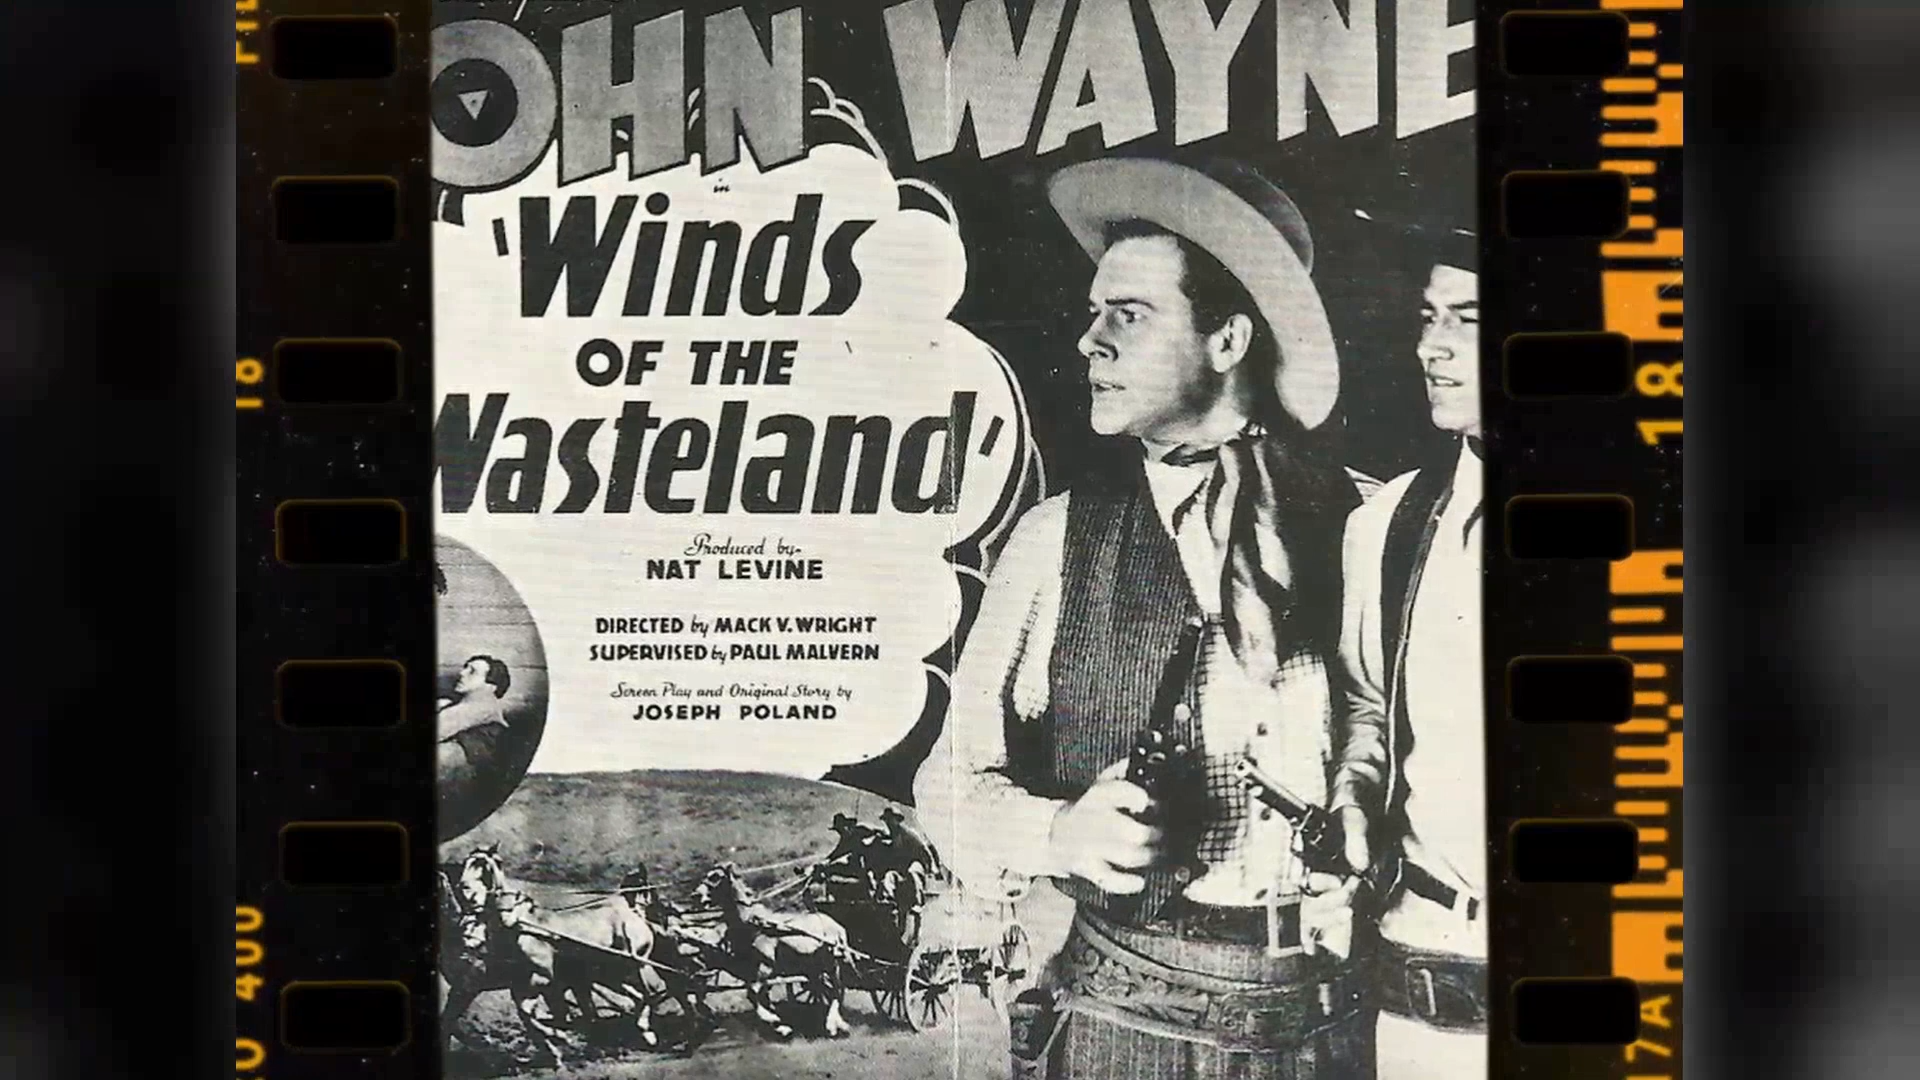 OHN WAYNE
in
'Winds
OF THE
Wasteland'
Produced by
NAT LEVINE
DIRECTED by MACK V. WRIGHT
SUPERVISED by PAUL MALVERN
Screen Play and Original Story by
JOSEPH POLAND
18
400
18
17A